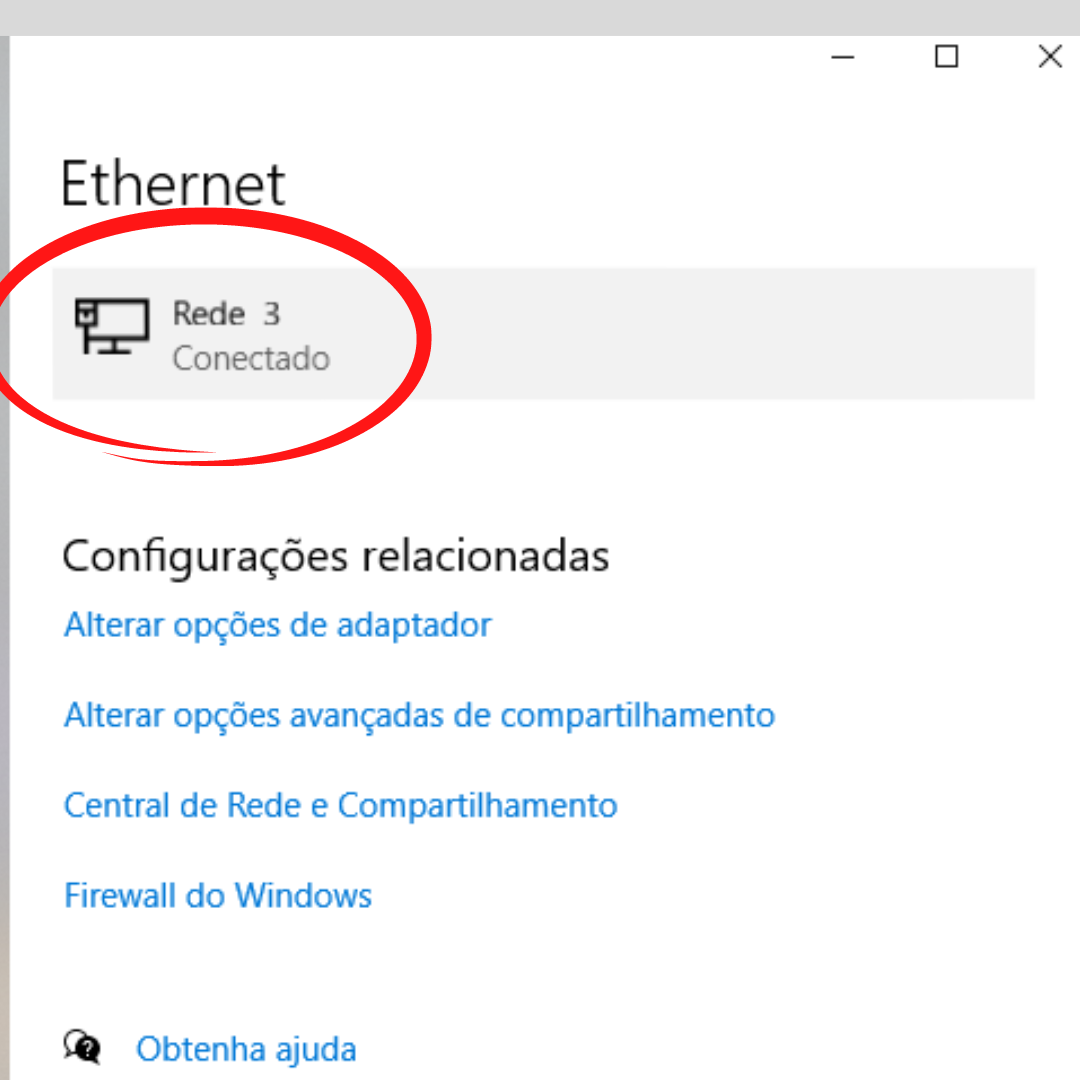 Ethernet
Rede 3
Conectado
Configurações relacionadas
Alterar opções de adaptador
Alterar opções avançadas de compartilhamento
Central de Rede e Compartilhamento
Firewall do Windows
Obtenha ajuda